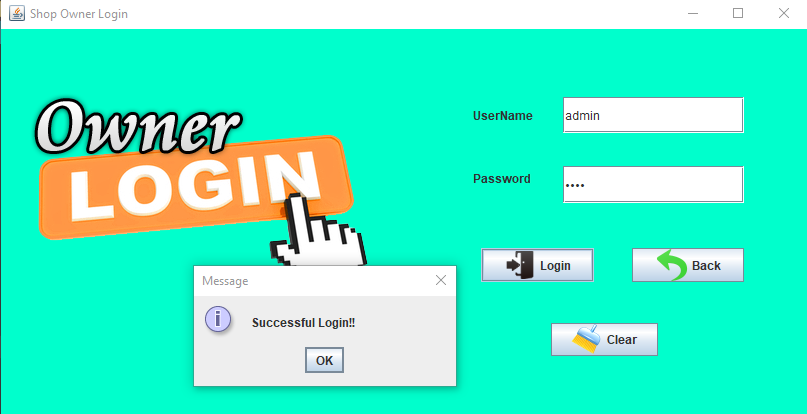 Shop Owner Login
Owner
LOGIN
UserName
admin
Password
••••
Login
Back
Clear
Message
Successful Login!!
OK